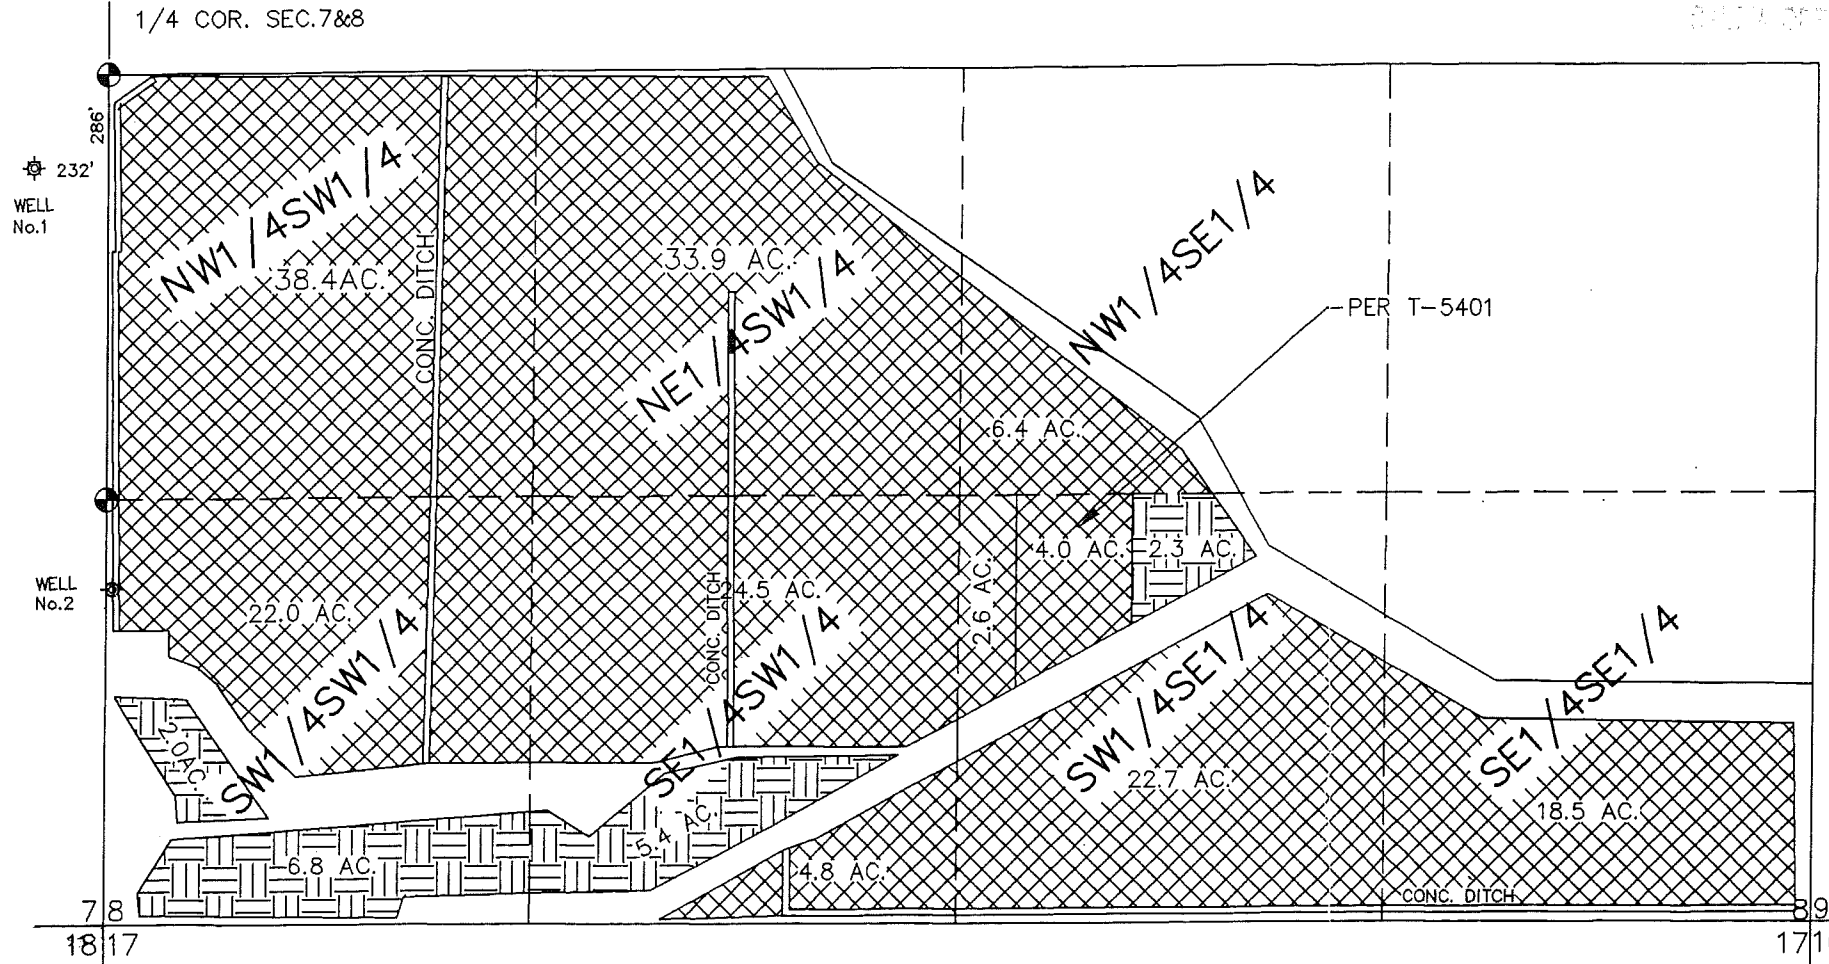 1/4 COR. SEC.7&8
286'
232'
WELL
No.1
NW1/4SW1/4
38.4AC.
CONC. DITCH
33.9 AC.
NE1/4SW1/4
NW1/4SE1/4
PER T-5401
6.4 AC.
4.0 AC.
2.3 AC.
2.6 AC.
WELL
No.2
22.0 AC.
SW1/4SW1/4
CONC. DITCH
24.5 AC.
SE1/4SW1/4
SW1/4SE1/4
22.7 AC.
SE1/4SE1/4
18.5 AC.
2.0AC.
6.8 AC.
5.4 AC.
4.8 AC.
CONC. DITCH
7 8
18 17
8 9
17 1